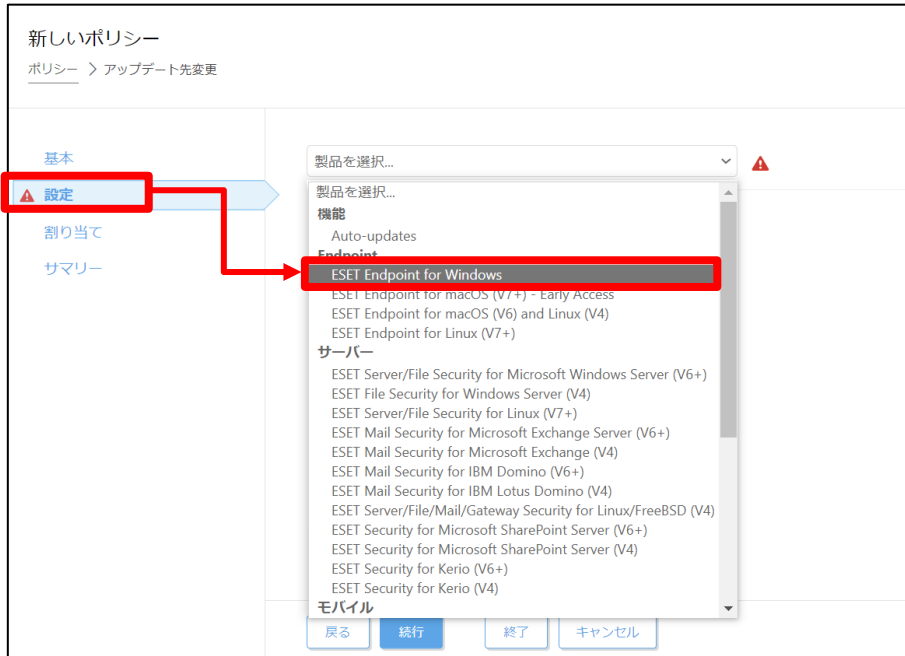 新しいポリシー
ポリシー > アップデート先変更
基本
設定
割り当て
サマリー
製品を選択...
製品を選択...
機能
Auto-updates
Endpoint
ESET Endpoint for Windows
ESET Endpoint for macOS (V7+) - Early Access
ESET Endpoint for macOS (V6) and Linux (V4)
ESET Endpoint for Linux (V7+)
サーバー
ESET Server/File Security for Microsoft Windows Server (V6+)
ESET File Security for Windows Server (V4)
ESET Server/File Security for Linux (V7+)
ESET Mail Security for Microsoft Exchange Server (V6+)
ESET Mail Security for Microsoft Exchange (V4)
ESET Mail Security for IBM Domino (V6+)
ESET Mail Security for IBM Lotus Domino (V4)
ESET Server/File/Mail/Gateway Security for Linux/FreeBSD (V4)
ESET Security for Microsoft SharePoint Server (V6+)
ESET Security for Microsoft SharePoint Server (V4)
ESET Security for Kerio (V6+)
ESET Security for Kerio (V4)
モバイル
戻る 続行 終了 キャンセル